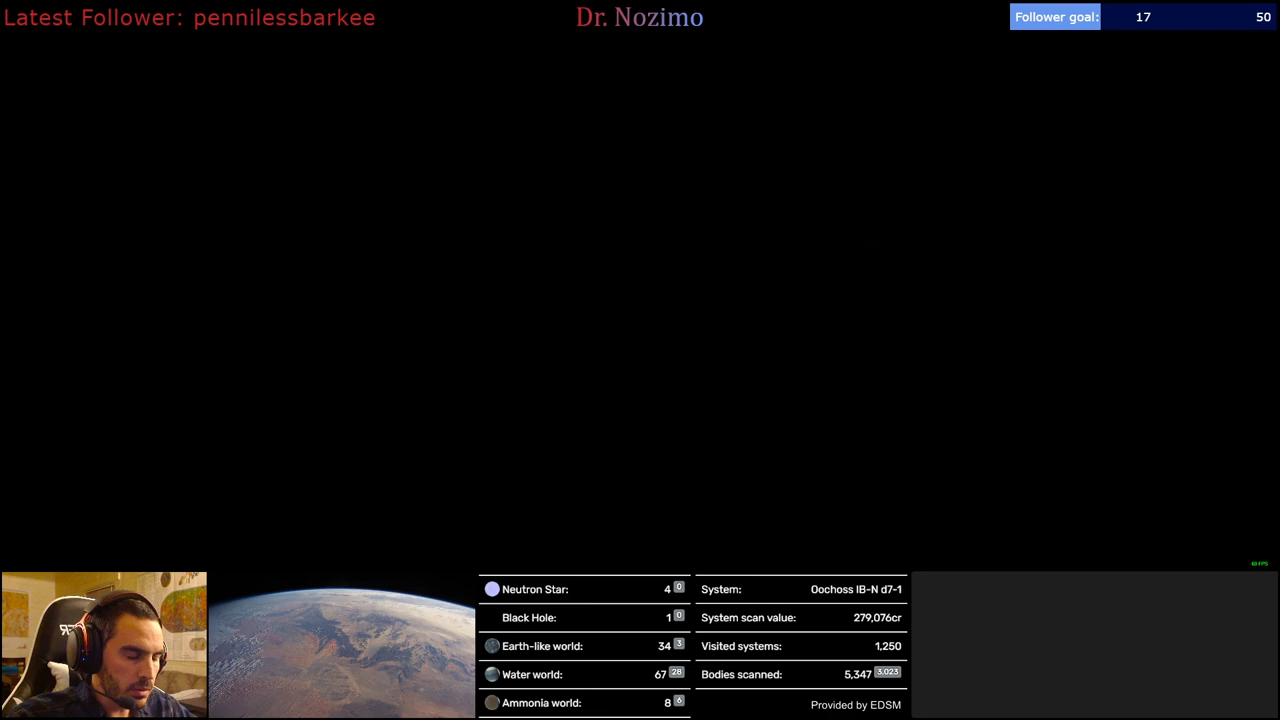 Latest Follower: pennilessbarkee
Dr. Nozimo
Follower goal: 17 50
60 FPS
Neutron Star: 4 0
Black Hole: 1 0
Earth-like world: 34 3
Water world: 67 28
Ammonia world: 8 6
System: Oochoss IB-N d7-1
System scan value: 279,076cr
Visited systems: 1,250
Bodies scanned: 5,347 3,023
Provided by EDSM